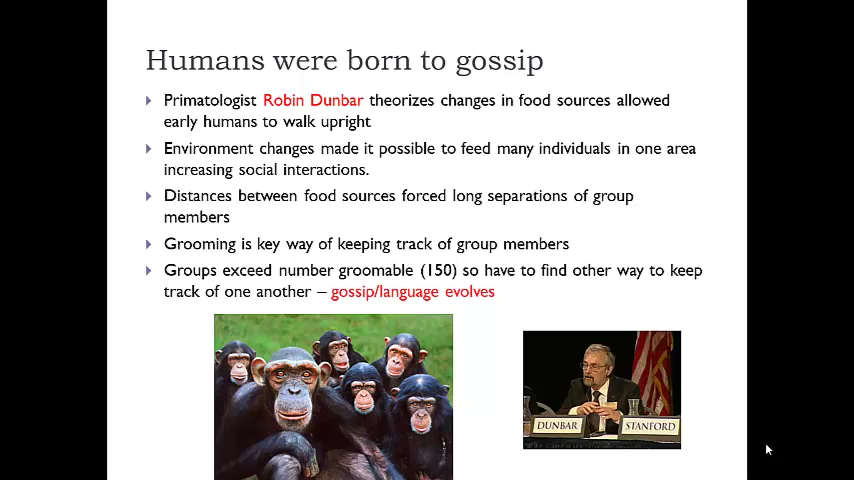 Humans were born to gossip
Primatologist Robin Dunbar theorizes changes in food sources allowed
early humans to walk upright
Environment changes made it possible to feed many individuals in one area
increasing social interactions.
Distances between food sources forced long separations of group
members
Grooming is key way of keeping track of group members
Groups exceed number groomable (150) so have to find other way to keep
track of one another – gossip/language evolves
DUNBAR
STANFORD